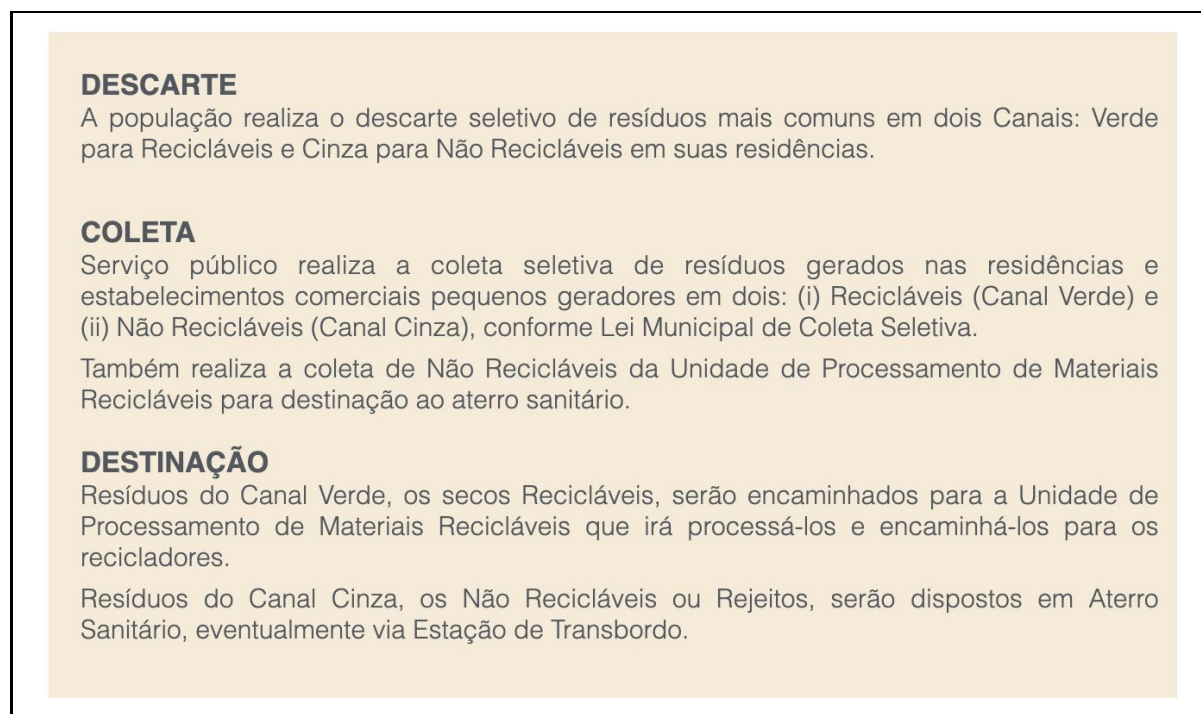 DESCARTE
A população realiza o descarte seletivo de resíduos mais comuns em dois Canais: Verde
para Recicláveis e Cinza para Não Recicláveis em suas residências.
COLETA
Serviço público realiza a coleta seletiva de resíduos gerados nas residências e
estabelecimentos comerciais pequenos geradores em dois: (i) Recicláveis (Canal Verde) e
(ii) Não Recicláveis (Canal Cinza), conforme Lei Municipal de Coleta Seletiva.
Também realiza a coleta de Não Recicláveis da Unidade de Processamento de Materiais
Recicláveis para destinação ao aterro sanitário.
DESTINAÇÃO
Resíduos do Canal Verde, os secos Recicláveis, serão encaminhados para a Unidade de
Processamento de Materiais Recicláveis que irá processá-los e encaminhá-los para os
recicladores.
Resíduos do Canal Cinza, os Não Recicláveis ou Rejeitos, serão dispostos em Aterro
Sanitário, eventualmente via Estação de Transbordo.